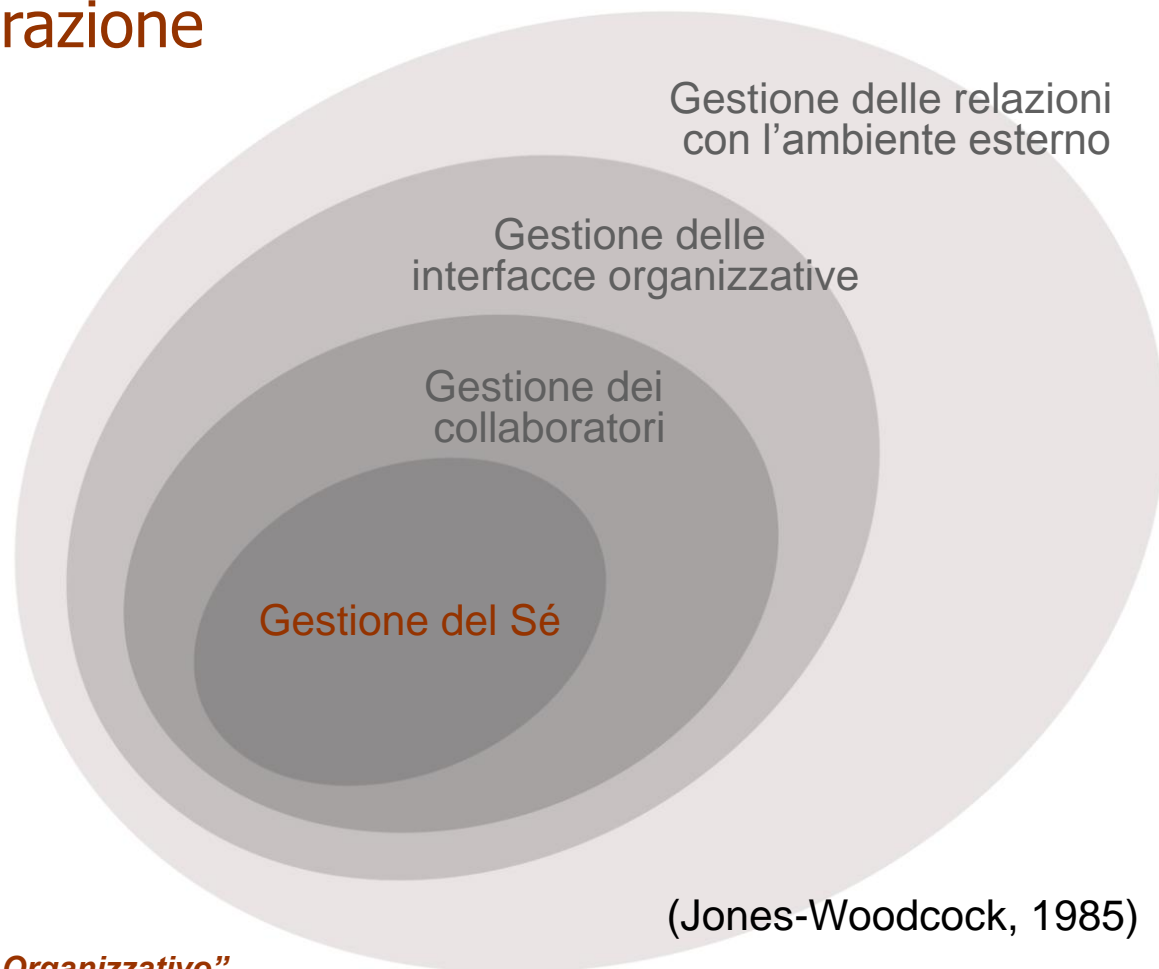 razione
Gestione delle relazioni
con l’ambiente esterno
Gestione delle
interfacce organizzative
Gestione dei
collaboratori
Gestione del Sé
(Jones-Woodcock, 1985)
Organizzativo”